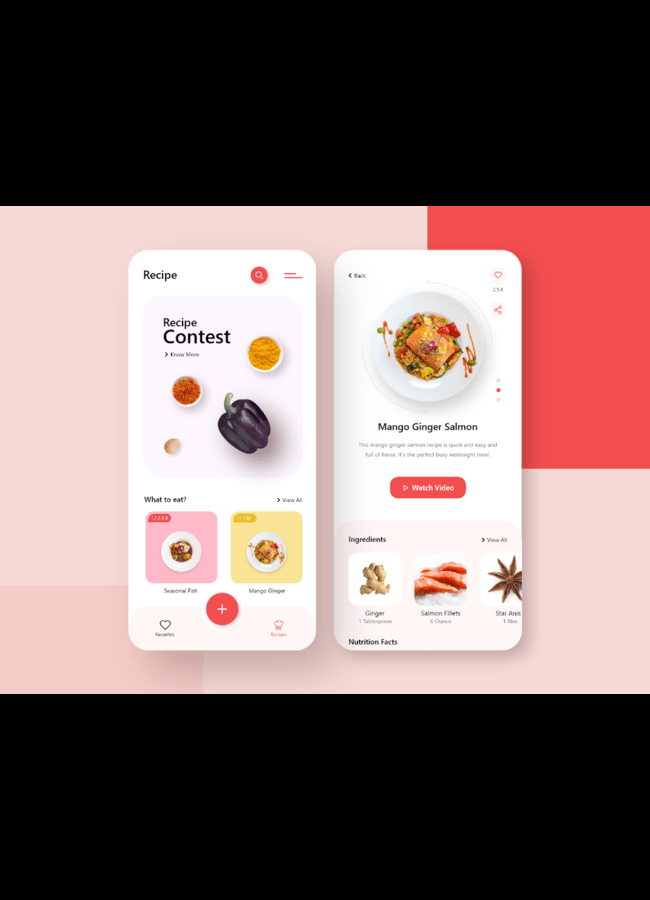 Recipe
Recipe
Contest
Know More
What to eat?
View All
2.5 K
Seasonal Fish
Mango Ginger
Favorites
Recipes
Back
2.5 K
Mango Ginger Salmon
This mango ginger salmon recipe is quick and easy and
full of flavor. It's the perfect busy weeknight meal.
Watch Video
Ingredients
View All
Ginger
1 Tablespoon
Salmon Fillets
6 Ounce
Star Anis
1 Nos
Nutrition Facts